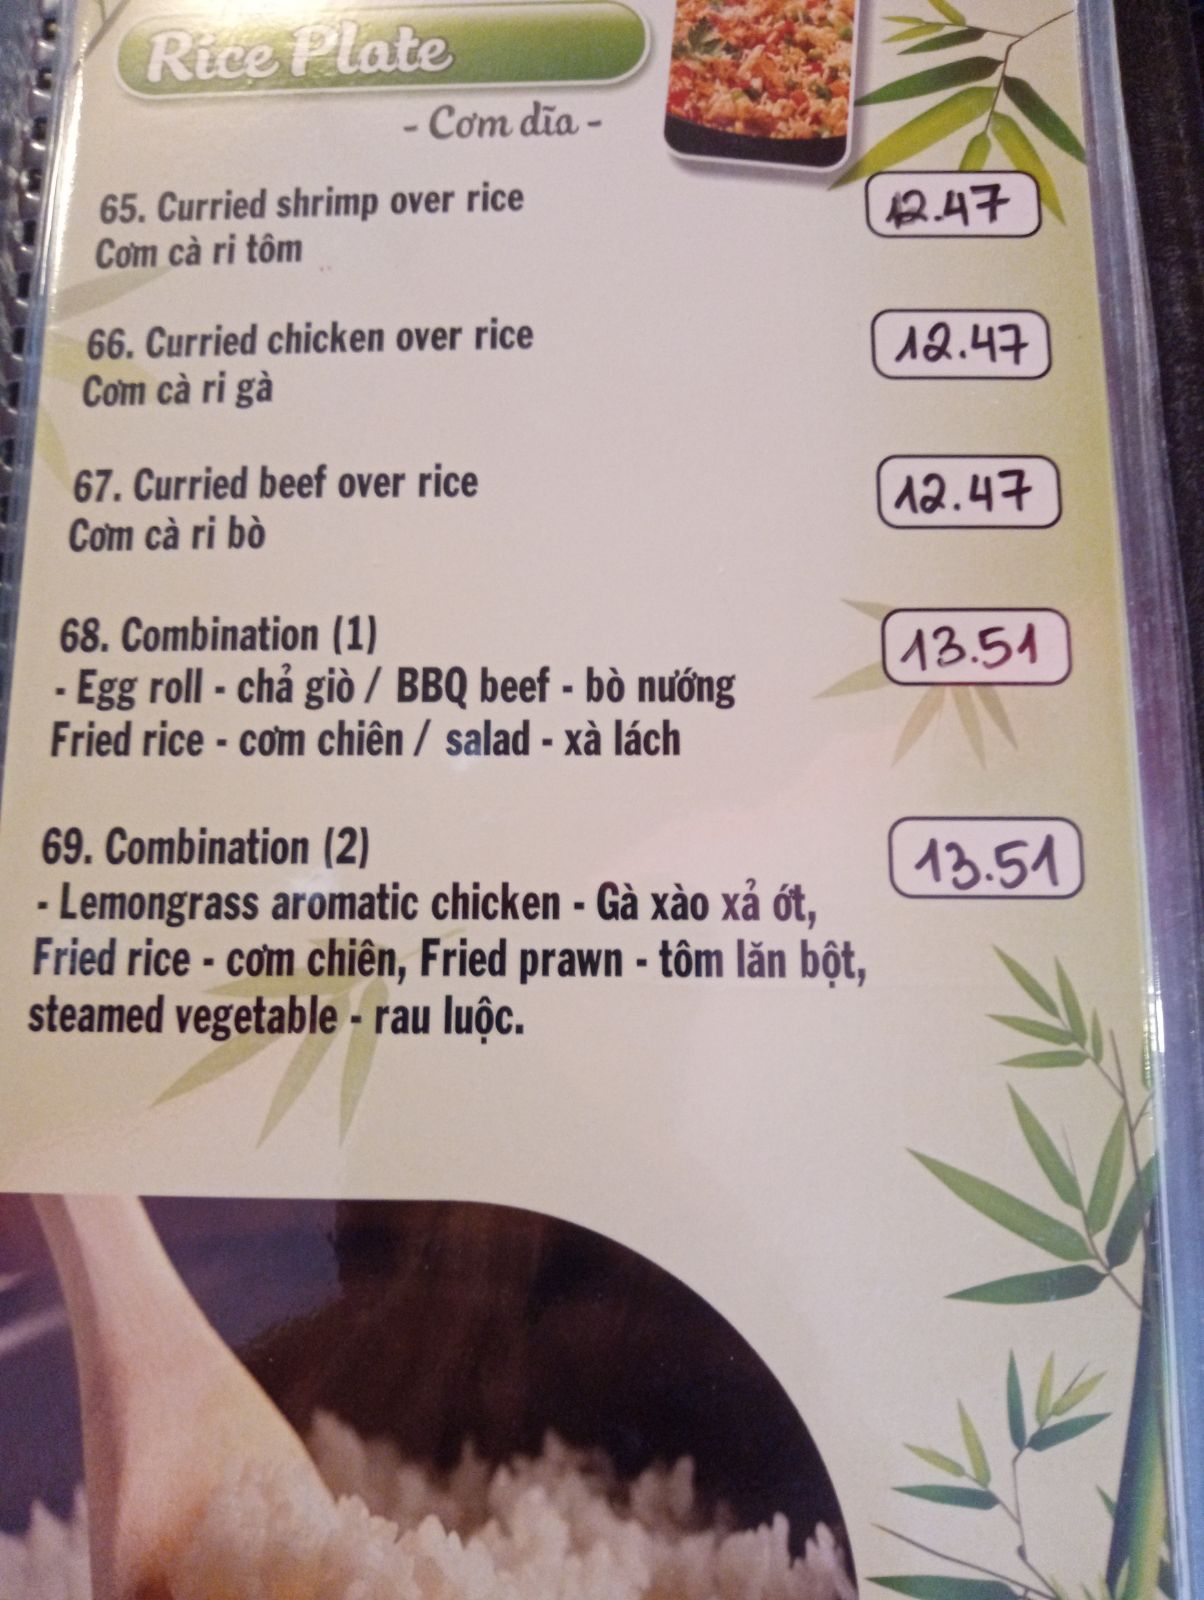 Rice Plate
- Cơm dĩa -
65. Curried shrimp over rice 12.47
Cơm cà ri tôm
66. Curried chicken over rice 12.47
Cơm cà ri gà
67. Curried beef over rice 12.47
Cơm cà ri bò
68. Combination (1) 13.51
- Egg roll - chả giò / BBQ beef - bò nướng
Fried rice - cơm chiên / salad - xà lách
69. Combination (2) 13.51
- Lemongrass aromatic chicken - Gà xào xả ớt,
Fried rice - cơm chiên, Fried prawn - tôm lăn bột,
steamed vegetable - rau luộc.